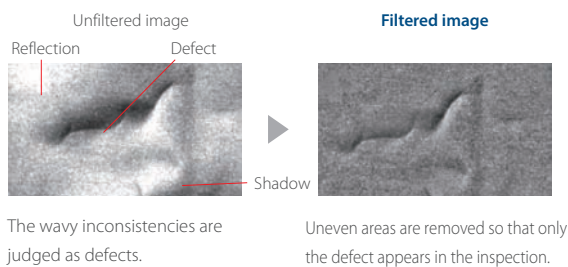 Unfiltered image
Filtered image
Reflection
Defect
Shadow
The wavy inconsistencies are
judged as defects.
Uneven areas are removed so that only
the defect appears in the inspection.